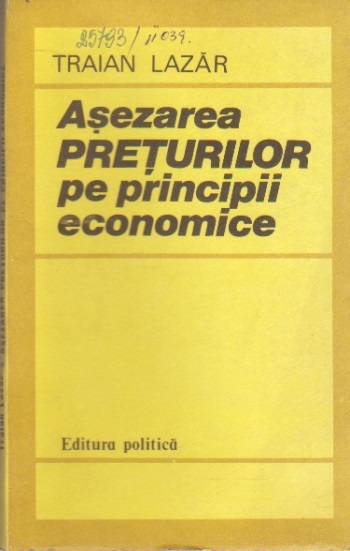 25793/II 039.
TRAIAN LAZĂR
Așezarea
PREȚURILOR
pe principii
economice
Editura politică